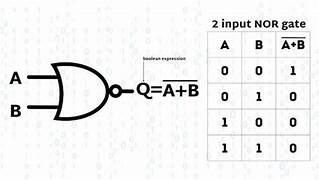 2 input NOR gate
boolean expression
A
B
Q=A̅+̅B̅
A B A̅+̅B̅
0 0 1
0 1 0
1 0 0
1 1 0